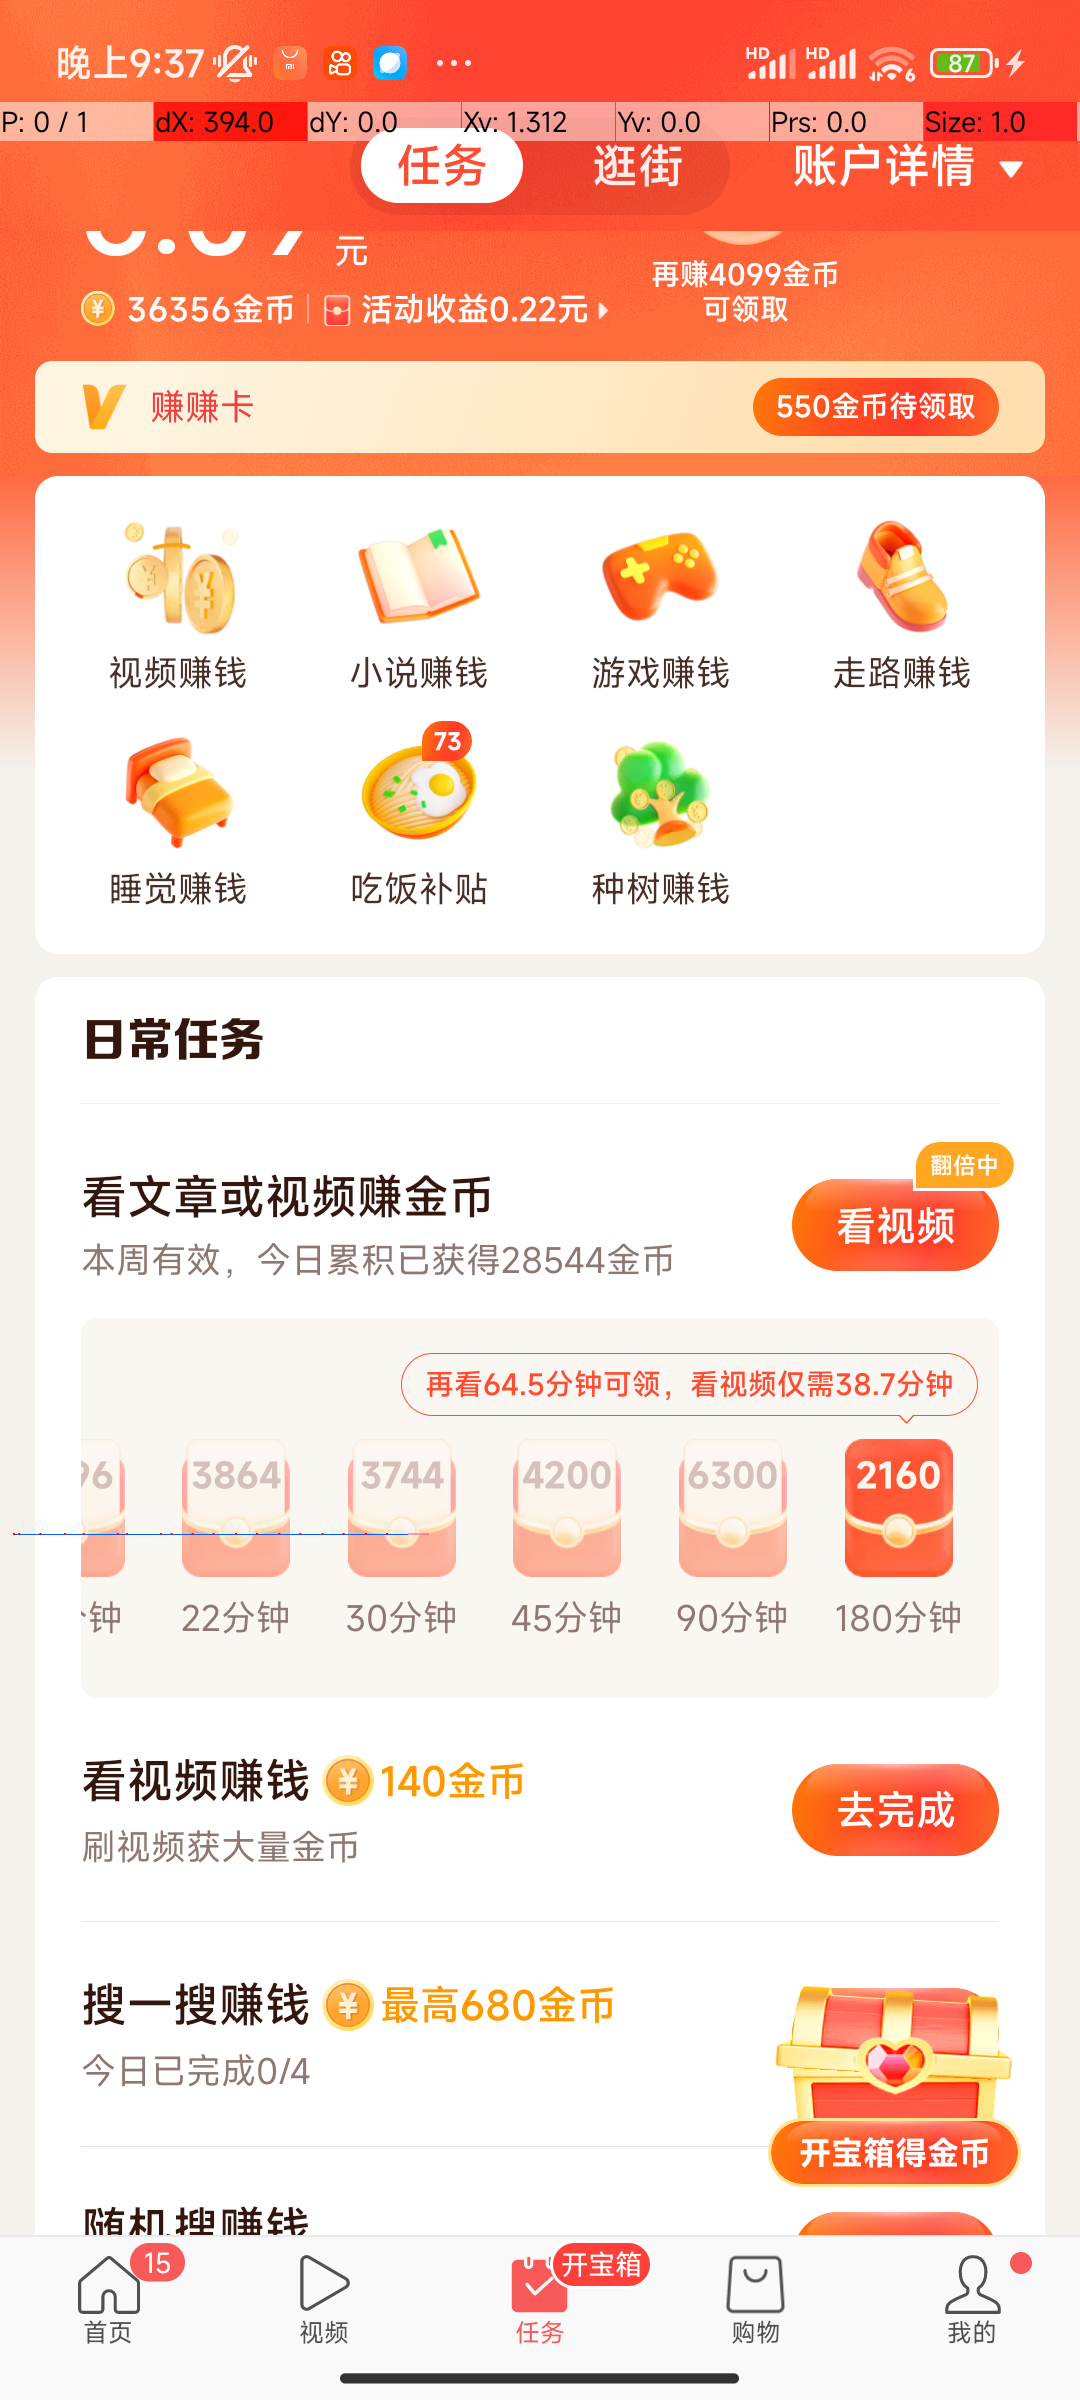 晚上9:37
HD
HD
6
87
P: 0 / 1
dX: 394.0
dY: 0.0
Xv: 1.312
Yv: 0.0
Prs: 0.0
Size: 1.0
任务
逛街
账户详情
元
再赚4099金币
可领取
36356金币
活动收益0.22元
赚赚卡
550金币待领取
视频赚钱
小说赚钱
游戏赚钱
走路赚钱
73
睡觉赚钱
吃饭补贴
种树赚钱
日常任务
翻倍中
看文章或视频赚金币
看视频
本周有效，今日累积已获得28544金币
再看64.5分钟可领，看视频仅需38.7分钟
96
3864
3744
4200
6300
2160
钟
22分钟
30分钟
45分钟
90分钟
180分钟
看视频赚钱
140金币
去完成
刷视频获大量金币
搜一搜赚钱
最高680金币
今日已完成0/4
开宝箱得金币
随机搜赚钱
15
开宝箱
首页
视频
任务
购物
我的